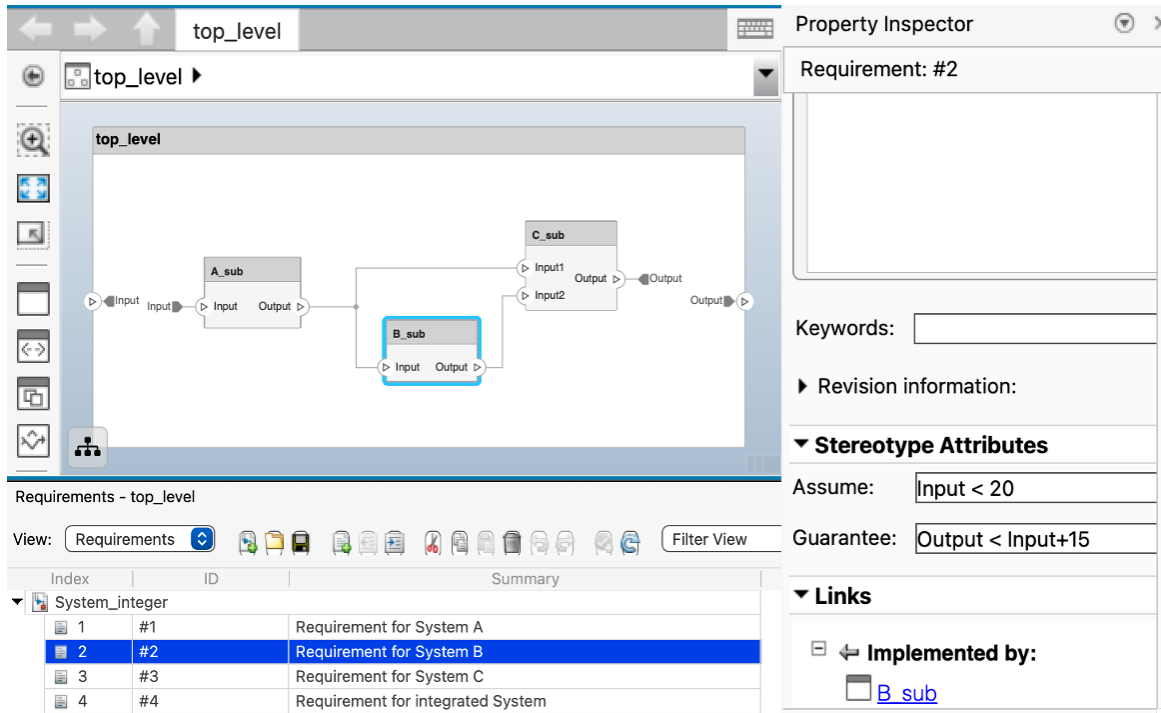 top_level
top_level
top_level
A_sub
Input
Output
B_sub
Input
Output
C_sub
Input1
Input2
Output
Input
Input
Output
Output
Requirements - top_level
View: Requirements Filter View
Index ID Summary
System_integer
1 #1 Requirement for System A
2 #2 Requirement for System B
3 #3 Requirement for System C
4 #4 Requirement for integrated System
Property Inspector
Requirement: #2
Keywords:
Revision information:
Stereotype Attributes
Assume: Input < 20
Guarantee: Output < Input+15
Links
Implemented by:
B_sub